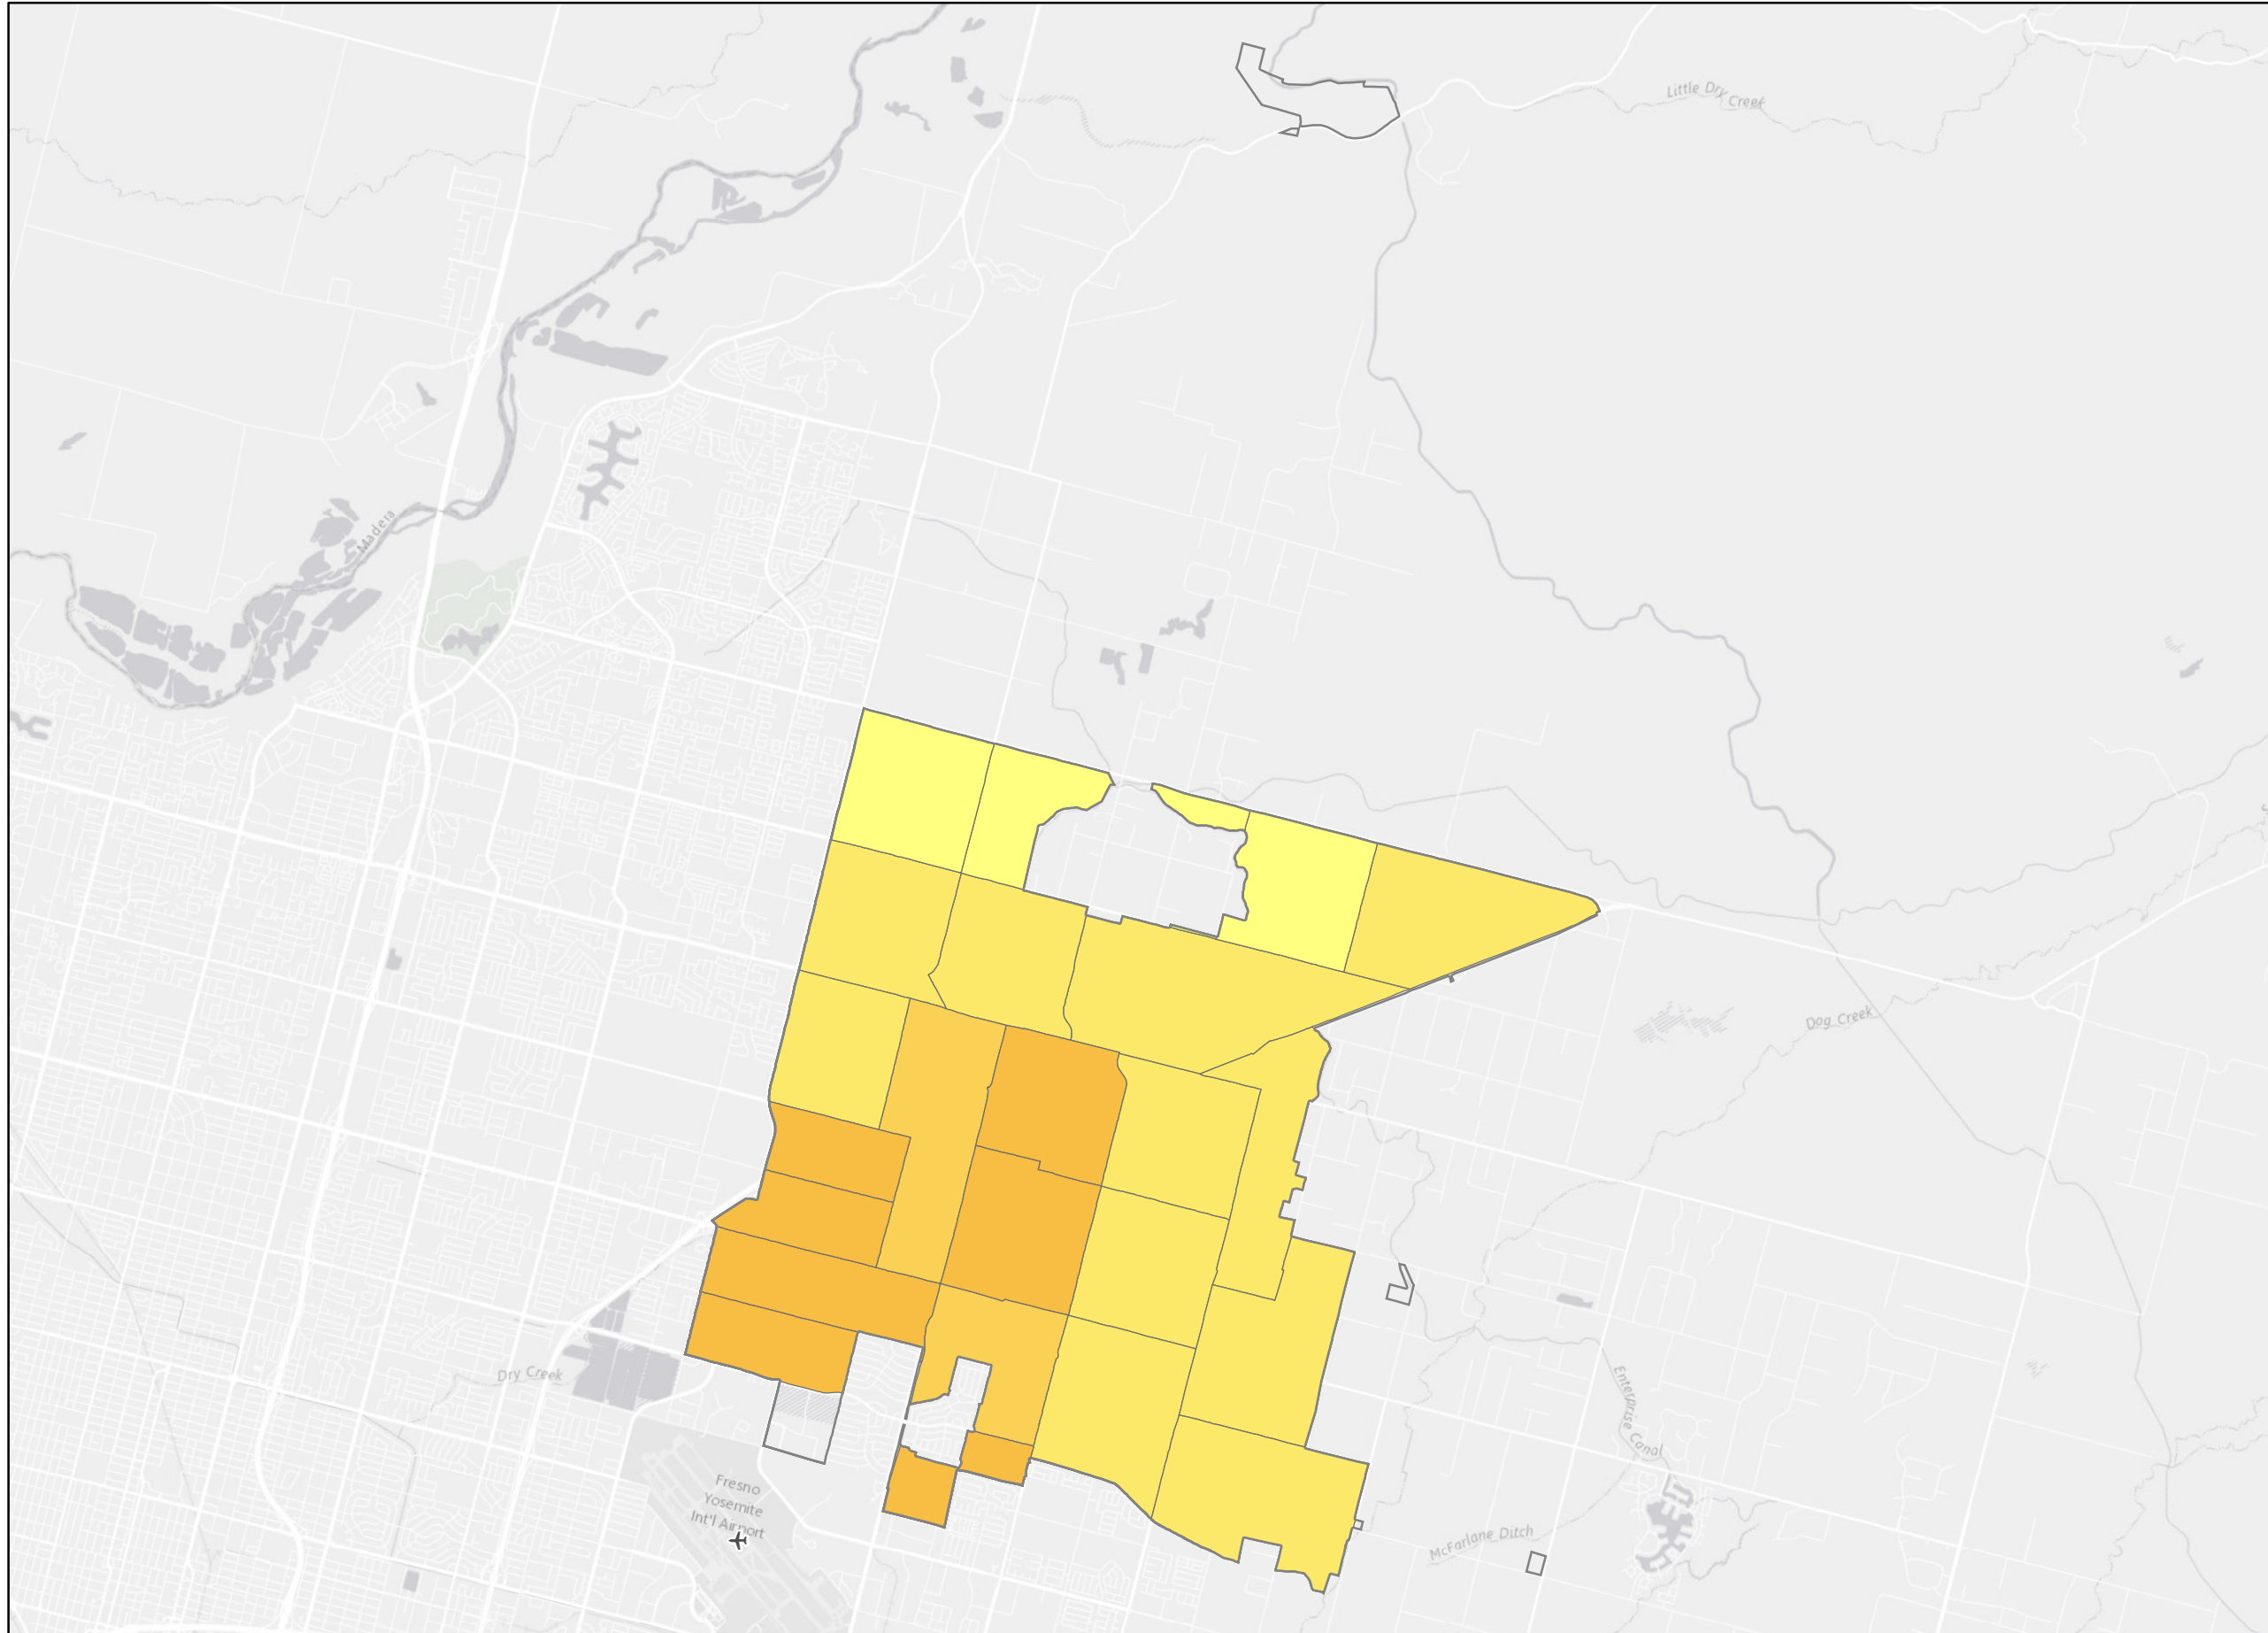 Little Dry Creek
Madera
Dog Creek
Dry Creek
Enterprise Canal
Fresno
Yosemite
Int'l Airport
McFarlane Ditch